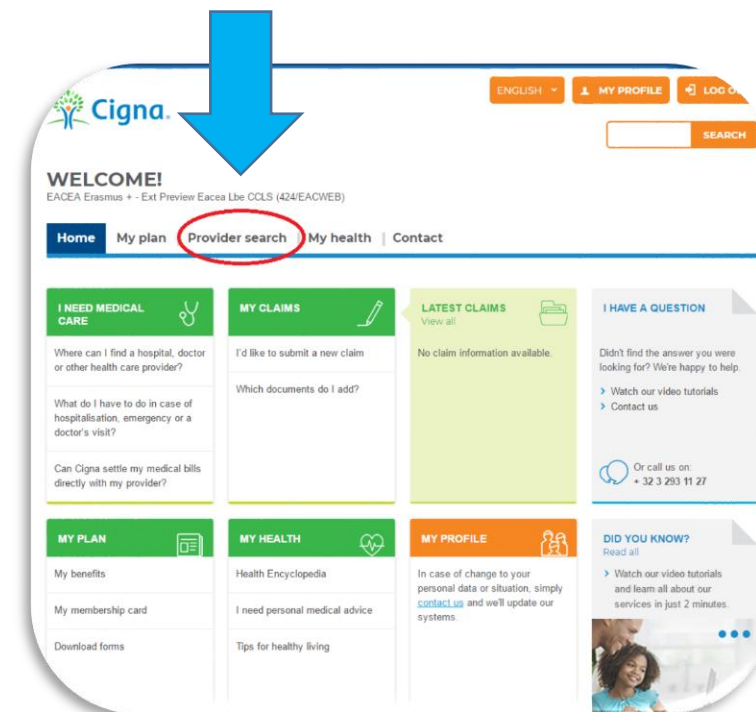 Cigna.
ENGLISH
MY PROFILE
SEARCH
WELCOME!
EACEA Erasmus + - Ext Preview Eacea Lbe CCLS (424/EACWEB)
Home My plan Provider search | My health | Contact
I NEED MEDICAL
CARE
Where can I find a hospital, doctor
or other health care provider?
What do I have to do in case of
hospitalisation, emergency or a
doctor's visit?
Can Cigna settle my medical bills
directly with my provider?
MY CLAIMS
I'd like to submit a new claim
Which documents do I add?
LATEST CLAIMS
View all
No claim information available.
I HAVE A QUESTION
Didn't find the answer you were
looking for? We're happy to help.
> Watch our video tutorials
> Contact us
Or call us on:
+ 32 3 293 11 27
MY PLAN
My benefits
My membership card
Download forms
MY HEALTH
Health Encyclopedia
I need personal medical advice
Tips for healthy living
MY PROFILE
In case of change to your
personal data or situation, simply
contact us and we'll update our
systems.
DID YOU KNOW?
Read all
> Watch our video tutorials
and learn all about our
services in just 2 minutes.